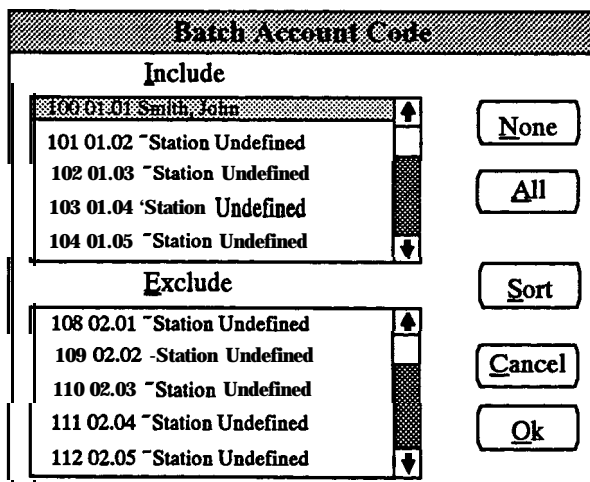 Batch Account Code
Include
100 01.01 Smith, John
101 01.02 ~Station Undefined
102 01.03 ~Station Undefined
103 01.04 ‘Station Undefined
104 01.05 ~Station Undefined
Exclude
108 02.01 ~Station Undefined
109 02.02 -Station Undefined
110 02.03 ~Station Undefined
111 02.04 ~Station Undefined
112 02.05 ~Station Undefined
None
All
Sort
Cancel
Ok